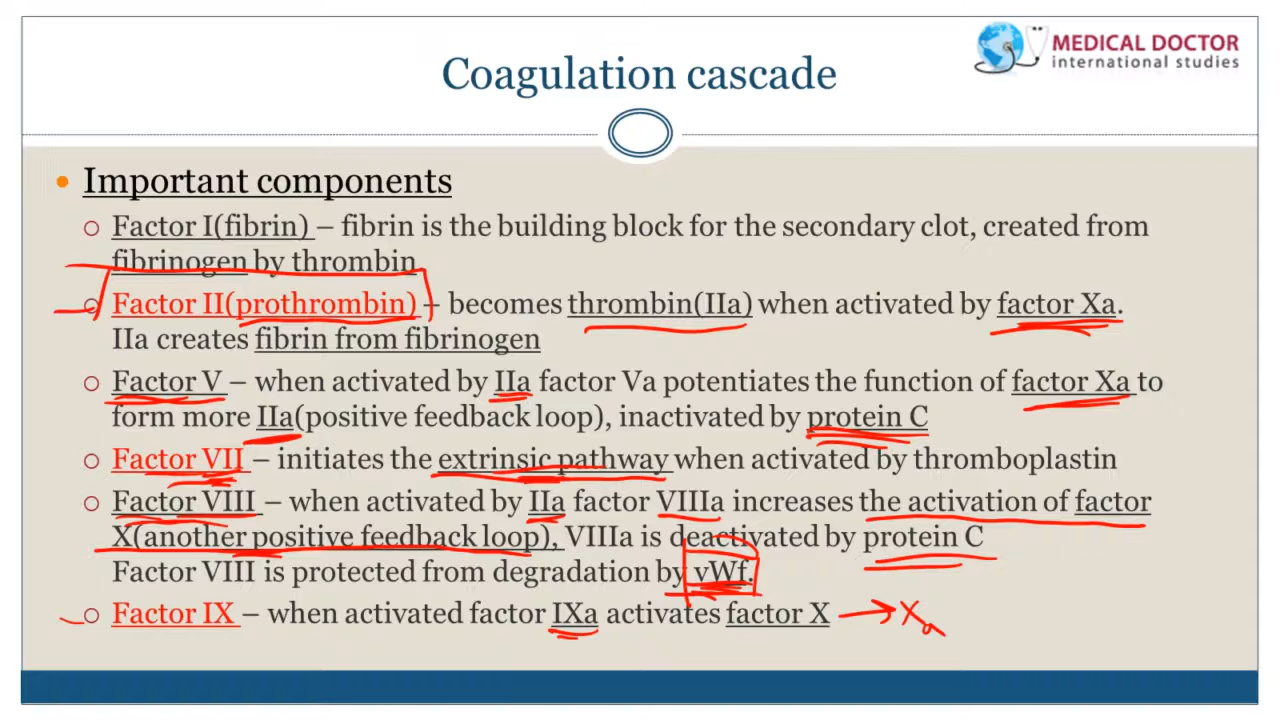 MEDICAL DOCTOR
international studies
Coagulation cascade
Important components
Factor I(fibrin) – fibrin is the building block for the secondary clot, created from
fibrinogen by thrombin
Factor II(prothrombin) – becomes thrombin(IIa) when activated by factor Xa.
IIa creates fibrin from fibrinogen
Factor V – when activated by IIa factor Va potentiates the function of factor Xa to
form more IIa(positive feedback loop), inactivated by protein C
Factor VII – initiates the extrinsic pathway when activated by thromboplastin
Factor VIII – when activated by IIa factor VIIIa increases the activation of factor
X(another positive feedback loop), VIIIa is deactivated by protein C
Factor VIII is protected from degradation by vWf.
Factor IX – when activated factor IXa activates factor X → Xa